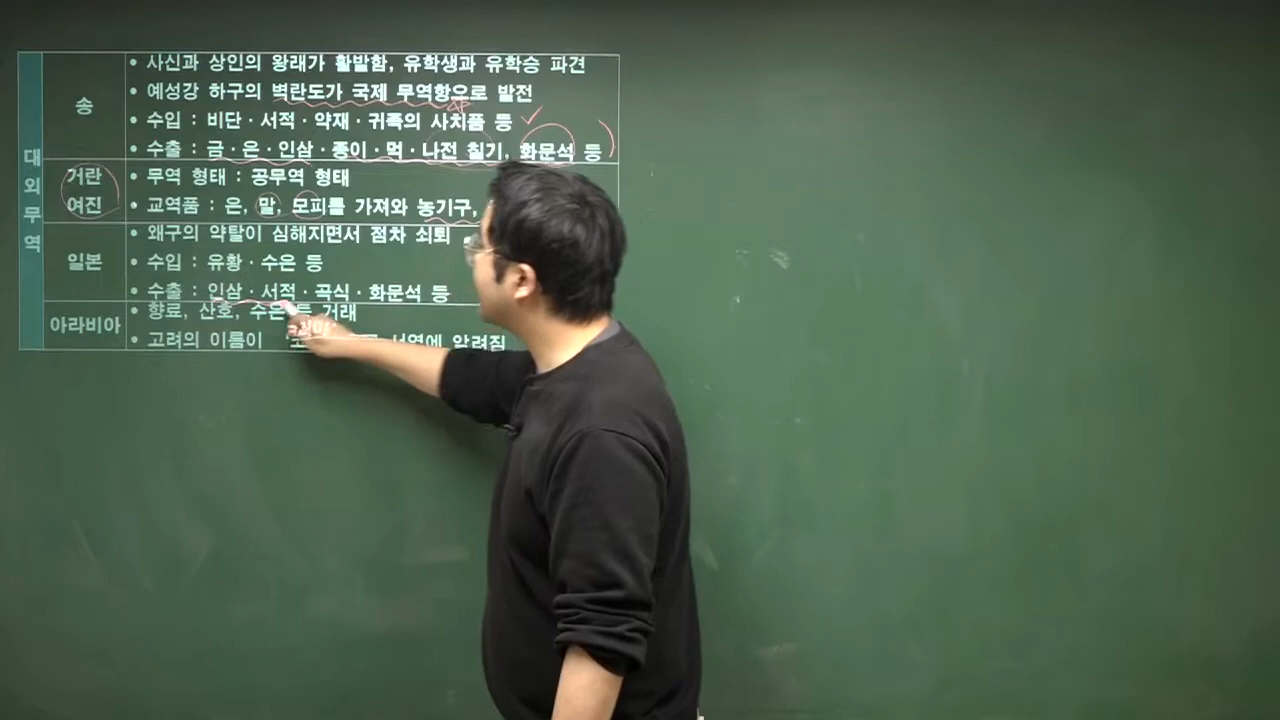 대외무역
송
• 사신과 상인의 왕래가 활발함, 유학생과 유학승 파견
• 예성강 하구의 벽란도가 국제 무역항으로 발전
• 수입 : 비단 · 서적 · 약재 · 귀족의 사치품 등
• 수출 : 금 · 은 · 인삼 · 종이 · 먹 · 나전 칠기, 화문석 등
거란
여진
• 무역 형태 : 공무역 형태
• 교역품 : 은, 말, 모피를 가져와 농기구,
일본
• 왜구의 약탈이 심해지면서 점차 쇠퇴
• 수입 : 유황 · 수은 등
• 수출 : 인삼 · 서적 · 곡식 · 화문석 등
아라비아
• 향료, 산호, 수은 등 거래
• 고려의 이름이 서역에 알려짐